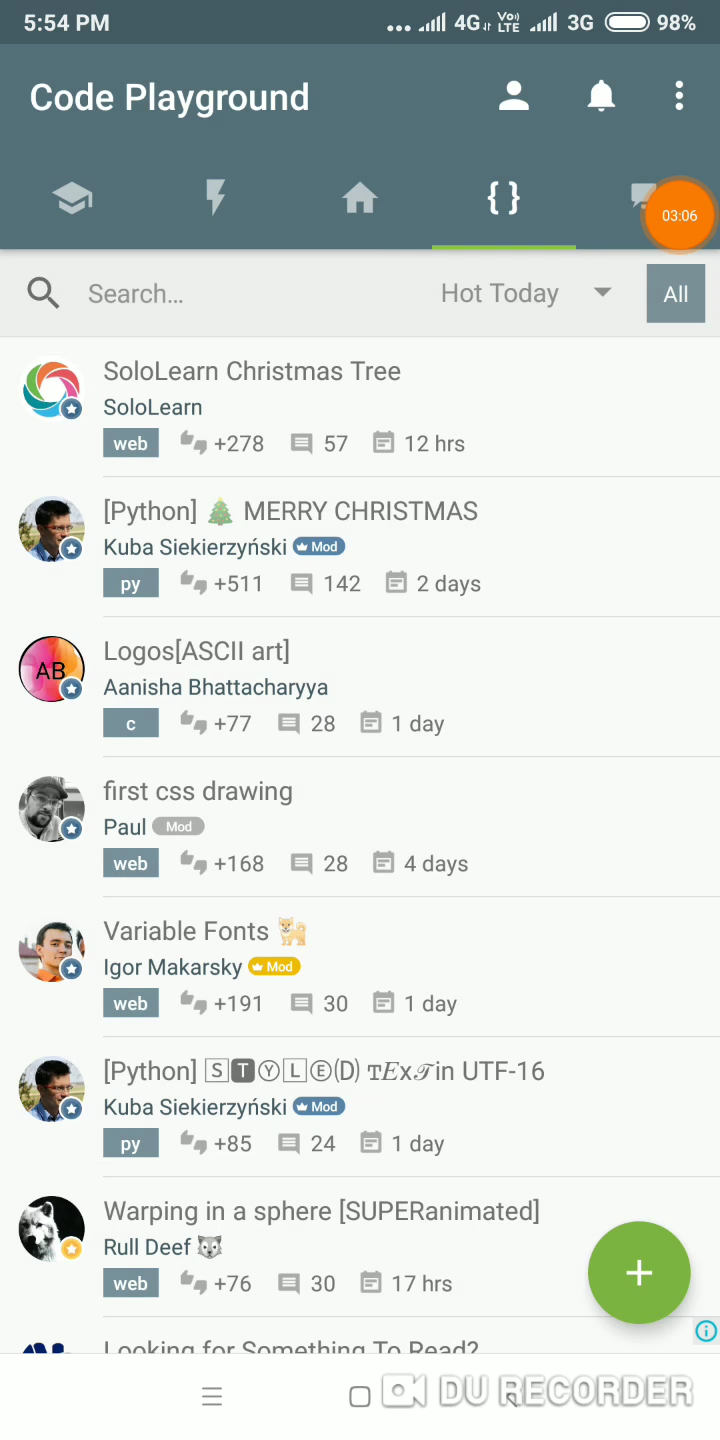 5:54 PM 4G Vo) LTE 3G 98%
Code Playground
{ }
03:06
Search... Hot Today All
SoloLearn Christmas Tree
SoloLearn
web +278 57 12 hrs
[Python] 🎄 MERRY CHRISTMAS
Kuba Siekierzyński Mod
py +511 142 2 days
Logos[ASCII art]
AB
Aanisha Bhattacharyya
c +77 28 1 day
first css drawing
Paul Mod
web +168 28 4 days
Variable Fonts 🐕
Igor Makarsky Mod
web +191 30 1 day
[Python] 🅂🆃Ⓨ🄻Ⓔ⒟ 𝚃𝐸x𝒯in UTF-16
Kuba Siekierzyński Mod
py +85 24 1 day
Warping in a sphere [SUPERanimated]
Rull Deef 🐺
web +76 30 17 hrs
+
Looking for Something To Read?
DU RECORDER